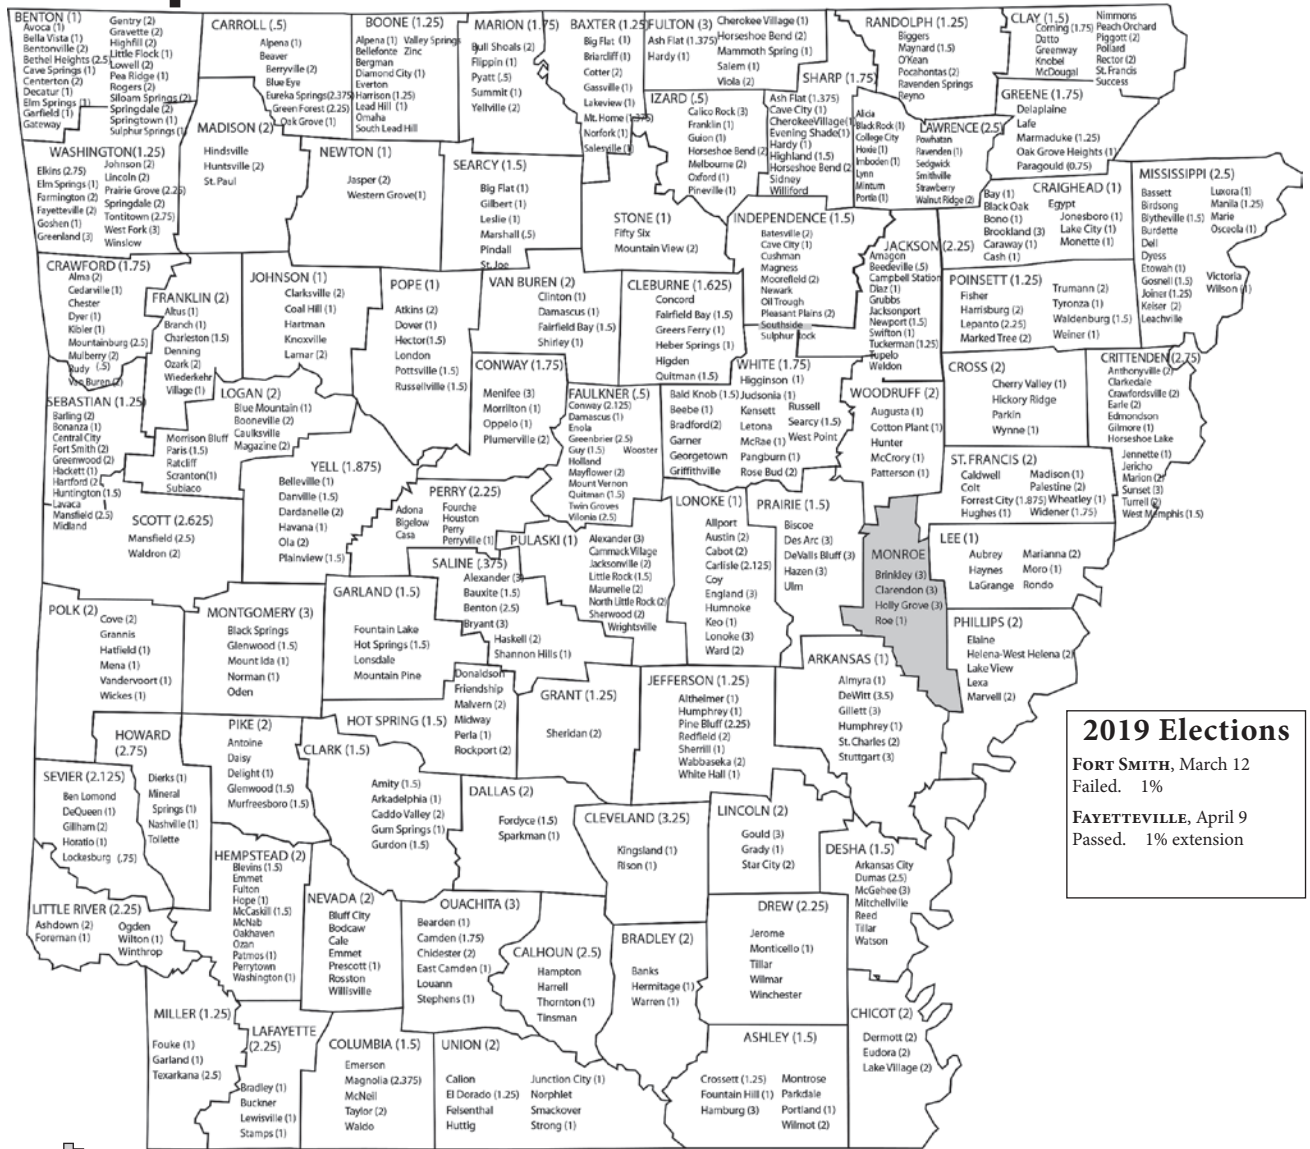 BENTON (1)
Avoca (1)
Bella Vista (1)
Bentonville (2)
Bethel Heights (2.5)
Cave Springs (1)
Centerton (2)
Decatur (1)
Elm Springs (1)
Garfield (1)
Gateway
Gentry (2)
Gravette (2)
Highfill (2)
Little Flock (1)
Lowell (2)
Pea Ridge (1)
Rogers (2)
Siloam Springs (2)
Springdale (2)
Springtown (1)
Sulphur Springs (1)
CARROLL (.5)
Alpena (1)
Beaver
Berryville (2)
Blue Eye
Eureka Springs(2.375)
Green Forest (2.25)
Oak Grove (1)
BOONE (1.25)
Alpena (1) Valley Springs
Bellefonte Zinc
Bergman
Diamond City (1)
Everton
Harrison (1.25)
Lead Hill (1)
Omaha
South Lead Hill
MARION (1.75)
Bull Shoals (2)
Flippin (1)
Pyatt (.5)
Summit (1)
Yellville (2)
BAXTER (1.25)
Big Flat (1)
Briarcliff (1)
Cotter (2)
Gassville (1)
Lakeview (1)
Mt. Home (1.375)
Norfork (1)
Salesville (1)
FULTON (3)
Ash Flat (1.375)
Hardy (1)
Cherokee Village (1)
Horseshoe Bend (2)
Mammoth Spring (1)
Salem (1)
Viola (2)
RANDOLPH (1.25)
Biggers
Maynard (1.5)
O'Kean
Pocahontas (2)
Ravenden Springs
Reyno
CLAY (1.5)
Corning (1.75)
Datto
Greenway
Knobel
McDougal
Nimmons
Peach Orchard
Piggott (2)
Pollard
Rector (2)
St. Francis
Success
SHARP (1.75)
Ash Flat (1.375)
Cave City (1)
CherokeeVillage(1)
Evening Shade(1)
Hardy (1)
Highland (1.5)
Horseshoe Bend (2)
Sidney
Williford
IZARD (.5)
Calico Rock (3)
Franklin (1)
Guion (1)
Horseshoe Bend (2)
Melbourne (2)
Oxford (1)
Pineville (1)
LAWRENCE (2.5)
Alicia
Black Rock (1)
College City
Hoxie (1)
Imboden (1)
Lynn
Minturn
Portia (1)
Powhatan
Ravenden (1)
Sedgwick
Smithville
Strawberry
Walnut Ridge (2)
GREENE (1.75)
Delaplaine
Lafe
Marmaduke (1.25)
Oak Grove Heights (1)
Paragould (0.75)
WASHINGTON(1.25)
Elkins (2.75)
Elm Springs (1)
Farmington (2)
Fayetteville (2)
Goshen (1)
Greenland (3)
Johnson (2)
Lincoln (2)
Prairie Grove (2.25)
Springdale (2)
Tontitown (2.75)
West Fork (3)
Winslow
MADISON (2)
Hindsville
Huntsville (2)
St. Paul
NEWTON (1)
Jasper (2)
Western Grove(1)
SEARCY (1.5)
Big Flat (1)
Gilbert (1)
Leslie (1)
Marshall (.5)
Pindall
St. Joe
STONE (1)
Fifty Six
Mountain View (2)
INDEPENDENCE (1.5)
Batesville (2)
Cave City (1)
Cushman
Magness
Moorefield (2)
Newark
Oil Trough
Pleasant Plains (2)
Southside
Sulphur Rock
JACKSON (2.25)
Amagon
Beedeville (.5)
Campbell Station
Diaz (1)
Grubbs
Jacksonport
Newport (1.5)
Swifton (1)
Tuckerman (1.25)
Tupelo
Weldon
CRAIGHEAD (1)
Bay (1)
Black Oak
Bono (1)
Brookland (3)
Caraway (1)
Cash (1)
Egypt
Jonesboro (1)
Lake City (1)
Monette (1)
MISSISSIPPI (2.5)
Bassett
Birdsong
Blytheville (1.5)
Burdette
Dell
Dyess
Etowah (1)
Gosnell (1.5)
Joiner (1.25)
Keiser (2)
Leachville
Luxora (1)
Manila (1.25)
Marie
Osceola (1)
Victoria
Wilson (1)
CRAWFORD (1.75)
Alma (2)
Cedarville (1)
Chester
Dyer (1)
Kibler (1)
Mountainburg (2.5)
Mulberry (2)
Rudy (.5)
Van Buren (2)
FRANKLIN (2)
Altus (1)
Branch (1)
Charleston (1.5)
Denning
Ozark (2)
Wiederkehr
Village (1)
JOHNSON (1)
Clarksville (2)
Coal Hill (1)
Hartman
Knoxville
Lamar (2)
POPE (1)
Atkins (2)
Dover (1)
Hector(1.5)
London
Pottsville (1.5)
Russellville (1.5)
VAN BUREN (2)
Clinton (1)
Damascus (1)
Fairfield Bay (1.5)
Shirley (1)
CLEBURNE (1.625)
Concord
Fairfield Bay (1.5)
Greers Ferry (1)
Heber Springs (1)
Higden
Quitman (1.5)
POINSETT (1.25)
Fisher
Harrisburg (2)
Lepanto (2.25)
Marked Tree (2)
Trumann (2)
Tyronza (1)
Waldenburg (1.5)
Weiner (1)
CONWAY (1.75)
Menifee (3)
Morrilton (1)
Oppelo (1)
Plumerville (2)
WHITE (1.75)
Bald Knob (1.5)
Beebe (1)
Bradford(2)
Garner
Georgetown
Griffithville
Higginson (1)
Judsonia (1)
Kensett
Letona
McRae (1)
Pangburn (1)
Rose Bud (2)
Russell
Searcy (1.5)
West Point
CROSS (2)
Cherry Valley (1)
Hickory Ridge
Parkin
Wynne (1)
CRITTENDEN (2.75)
Anthonyville (2)
Clarkedale
Crawfordsville (2)
Earle (2)
Edmondson
Gilmore (1)
Horseshoe Lake
Jennette (1)
Jericho
Marion (2)
Sunset (3)
Turrell (2)
West Memphis (1.5)
SEBASTIAN (1.25)
Barling (2)
Bonanza (1)
Central City
Fort Smith (2)
Greenwood (2)
Hackett (1)
Hartford (2)
Huntington (1.5)
Lavaca
Mansfield (2.5)
Midland
LOGAN (2)
Blue Mountain (1)
Booneville (2)
Caulksville
Magazine (2)
Morrison Bluff
Paris (1.5)
Ratcliff
Scranton(1)
Subiaco
FAULKNER (.5)
Conway (2.125)
Damascus (1)
Enola
Greenbrier (2.5)
Guy (1.5) Wooster
Holland
Mayflower (2)
Mount Vernon
Quitman (1.5)
Twin Groves
Vilonia (2.5)
WOODRUFF (2)
Augusta (1)
Cotton Plant (1)
Hunter
McCrory (1)
Patterson (1)
ST. FRANCIS (2)
Caldwell
Colt
Forrest City (1.875)
Hughes (1)
Madison (1)
Palestine (2)
Wheatley (1)
Widener (1.75)
YELL (1.875)
Belleville (1)
Danville (1.5)
Dardanelle (2)
Havana (1)
Ola (2)
Plainview (1.5)
PERRY (2.25)
Adona
Bigelow
Casa
Fourche
Houston
Perry
Perryville (1)
SCOTT (2.625)
Mansfield (2.5)
Waldron (2)
PULASKI (1)
Alexander (3)
Cammack Village
Jacksonville (2)
Little Rock (1.5)
Maumelle (2)
North Little Rock (2)
Sherwood (2)
Wrightsville
LONOKE (1)
Allport
Austin (2)
Cabot (2)
Carlisle (2.125)
Coy
England (3)
Humnoke
Keo (1)
Lonoke (3)
Ward (2)
PRAIRIE (1.5)
Biscoe
Des Arc (3)
DeValls Bluff (3)
Hazen (3)
Ulm
MONROE
Brinkley (3)
Clarendon (3)
Holly Grove (3)
Roe (1)
LEE (1)
Aubrey
Haynes
LaGrange
Marianna (2)
Moro (1)
Rondo
SALINE (.375)
Alexander (3)
Bauxite (1.5)
Benton (2.5)
Bryant (3)
Haskell (2)
Shannon Hills (1)
GARLAND (1.5)
Fountain Lake
Hot Springs (1.5)
Lonsdale
Mountain Pine
POLK (2)
Cove (2)
Grannis
Hatfield (1)
Mena (1)
Vandervoort (1)
Wickes (1)
MONTGOMERY (3)
Black Springs
Glenwood (1.5)
Mount Ida (1)
Norman (1)
Oden
PHILLIPS (2)
Elaine
Helena-West Helena (2)
Lake View
Lexa
Marvell (2)
ARKANSAS (1)
Almyra (1)
DeWitt (3.5)
Gillett (3)
Humphrey (1)
St. Charles (2)
Stuttgart (3)
JEFFERSON (1.25)
Altheimer (1)
Humphrey (1)
Pine Bluff (2.25)
Redfield (2)
Sherrill (1)
Wabbaseka (2)
White Hall (1)
GRANT (1.25)
Sheridan (2)
HOT SPRING (1.5)
Donaldson
Friendship
Malvern (2)
Midway
Perla (1)
Rockport (2)
HOWARD
(2.75)
Dierks (1)
Mineral
Springs (1)
Nashville (1)
Tollette
PIKE (2)
Antoine
Daisy
Delight (1)
Glenwood (1.5)
Murfreesboro (1.5)
CLARK (1.5)
Amity (1.5)
Arkadelphia (1)
Caddo Valley (2)
Gum Springs (1)
Gurdon (1.5)
SEVIER (2.125)
Ben Lomond
DeQueen (1)
Gillham (2)
Horatio (1)
Lockesburg (.75)
DALLAS (2)
Fordyce (1.5)
Sparkman (1)
CLEVELAND (3.25)
Kingsland (1)
Rison (1)
LINCOLN (2)
Gould (3)
Grady (1)
Star City (2)
DESHA (1.5)
Arkansas City
Dumas (2.5)
McGehee (3)
Mitchellville
Reed
Tillar
Watson
HEMPSTEAD (2)
Blevins (1.5)
Emmet
Fulton
Hope (1)
McCaskill (1.5)
McNab
Oakhaven
Ozan
Patmos (1)
Perrytown
Washington (1)
NEVADA (2)
Bluff City
Bodcaw
Cale
Emmet
Prescott (1)
Rosston
Willisville
OUACHITA (3)
Bearden (1)
Camden (1.75)
Chidester (2)
East Camden (1)
Louann
Stephens (1)
LITTLE RIVER (2.25)
Ashdown (2)
Foreman (1)
Ogden
Wilton (1)
Winthrop
CALHOUN (2.5)
Hampton
Harrell
Thornton (1)
Tinsman
BRADLEY (2)
Banks
Hermitage (1)
Warren (1)
DREW (2.25)
Jerome
Monticello (1)
Tillar
Wilmar
Winchester
MILLER (1.25)
Fouke (1)
Garland (1)
Texarkana (2.5)
LAFAYETTE
(2.25)
Bradley (1)
Buckner
Lewisville (1)
Stamps (1)
COLUMBIA (1.5)
Emerson
Magnolia (2.375)
McNeil
Taylor (2)
Waldo
UNION (2)
Calion
El Dorado (1.25)
Felsenthal
Huttig
Junction City (1)
Norphlet
Smackover
Strong (1)
ASHLEY (1.5)
Crossett (1.25)
Fountain Hill (1)
Hamburg (3)
Montrose
Parkdale
Portland (1)
Wilmot (2)
CHICOT (2)
Dermott (2)
Eudora (2)
Lake Village (2)
2019 Elections
FORT SMITH, March 12
Failed. 1%
FAYETTEVILLE, April 9
Passed. 1% extension